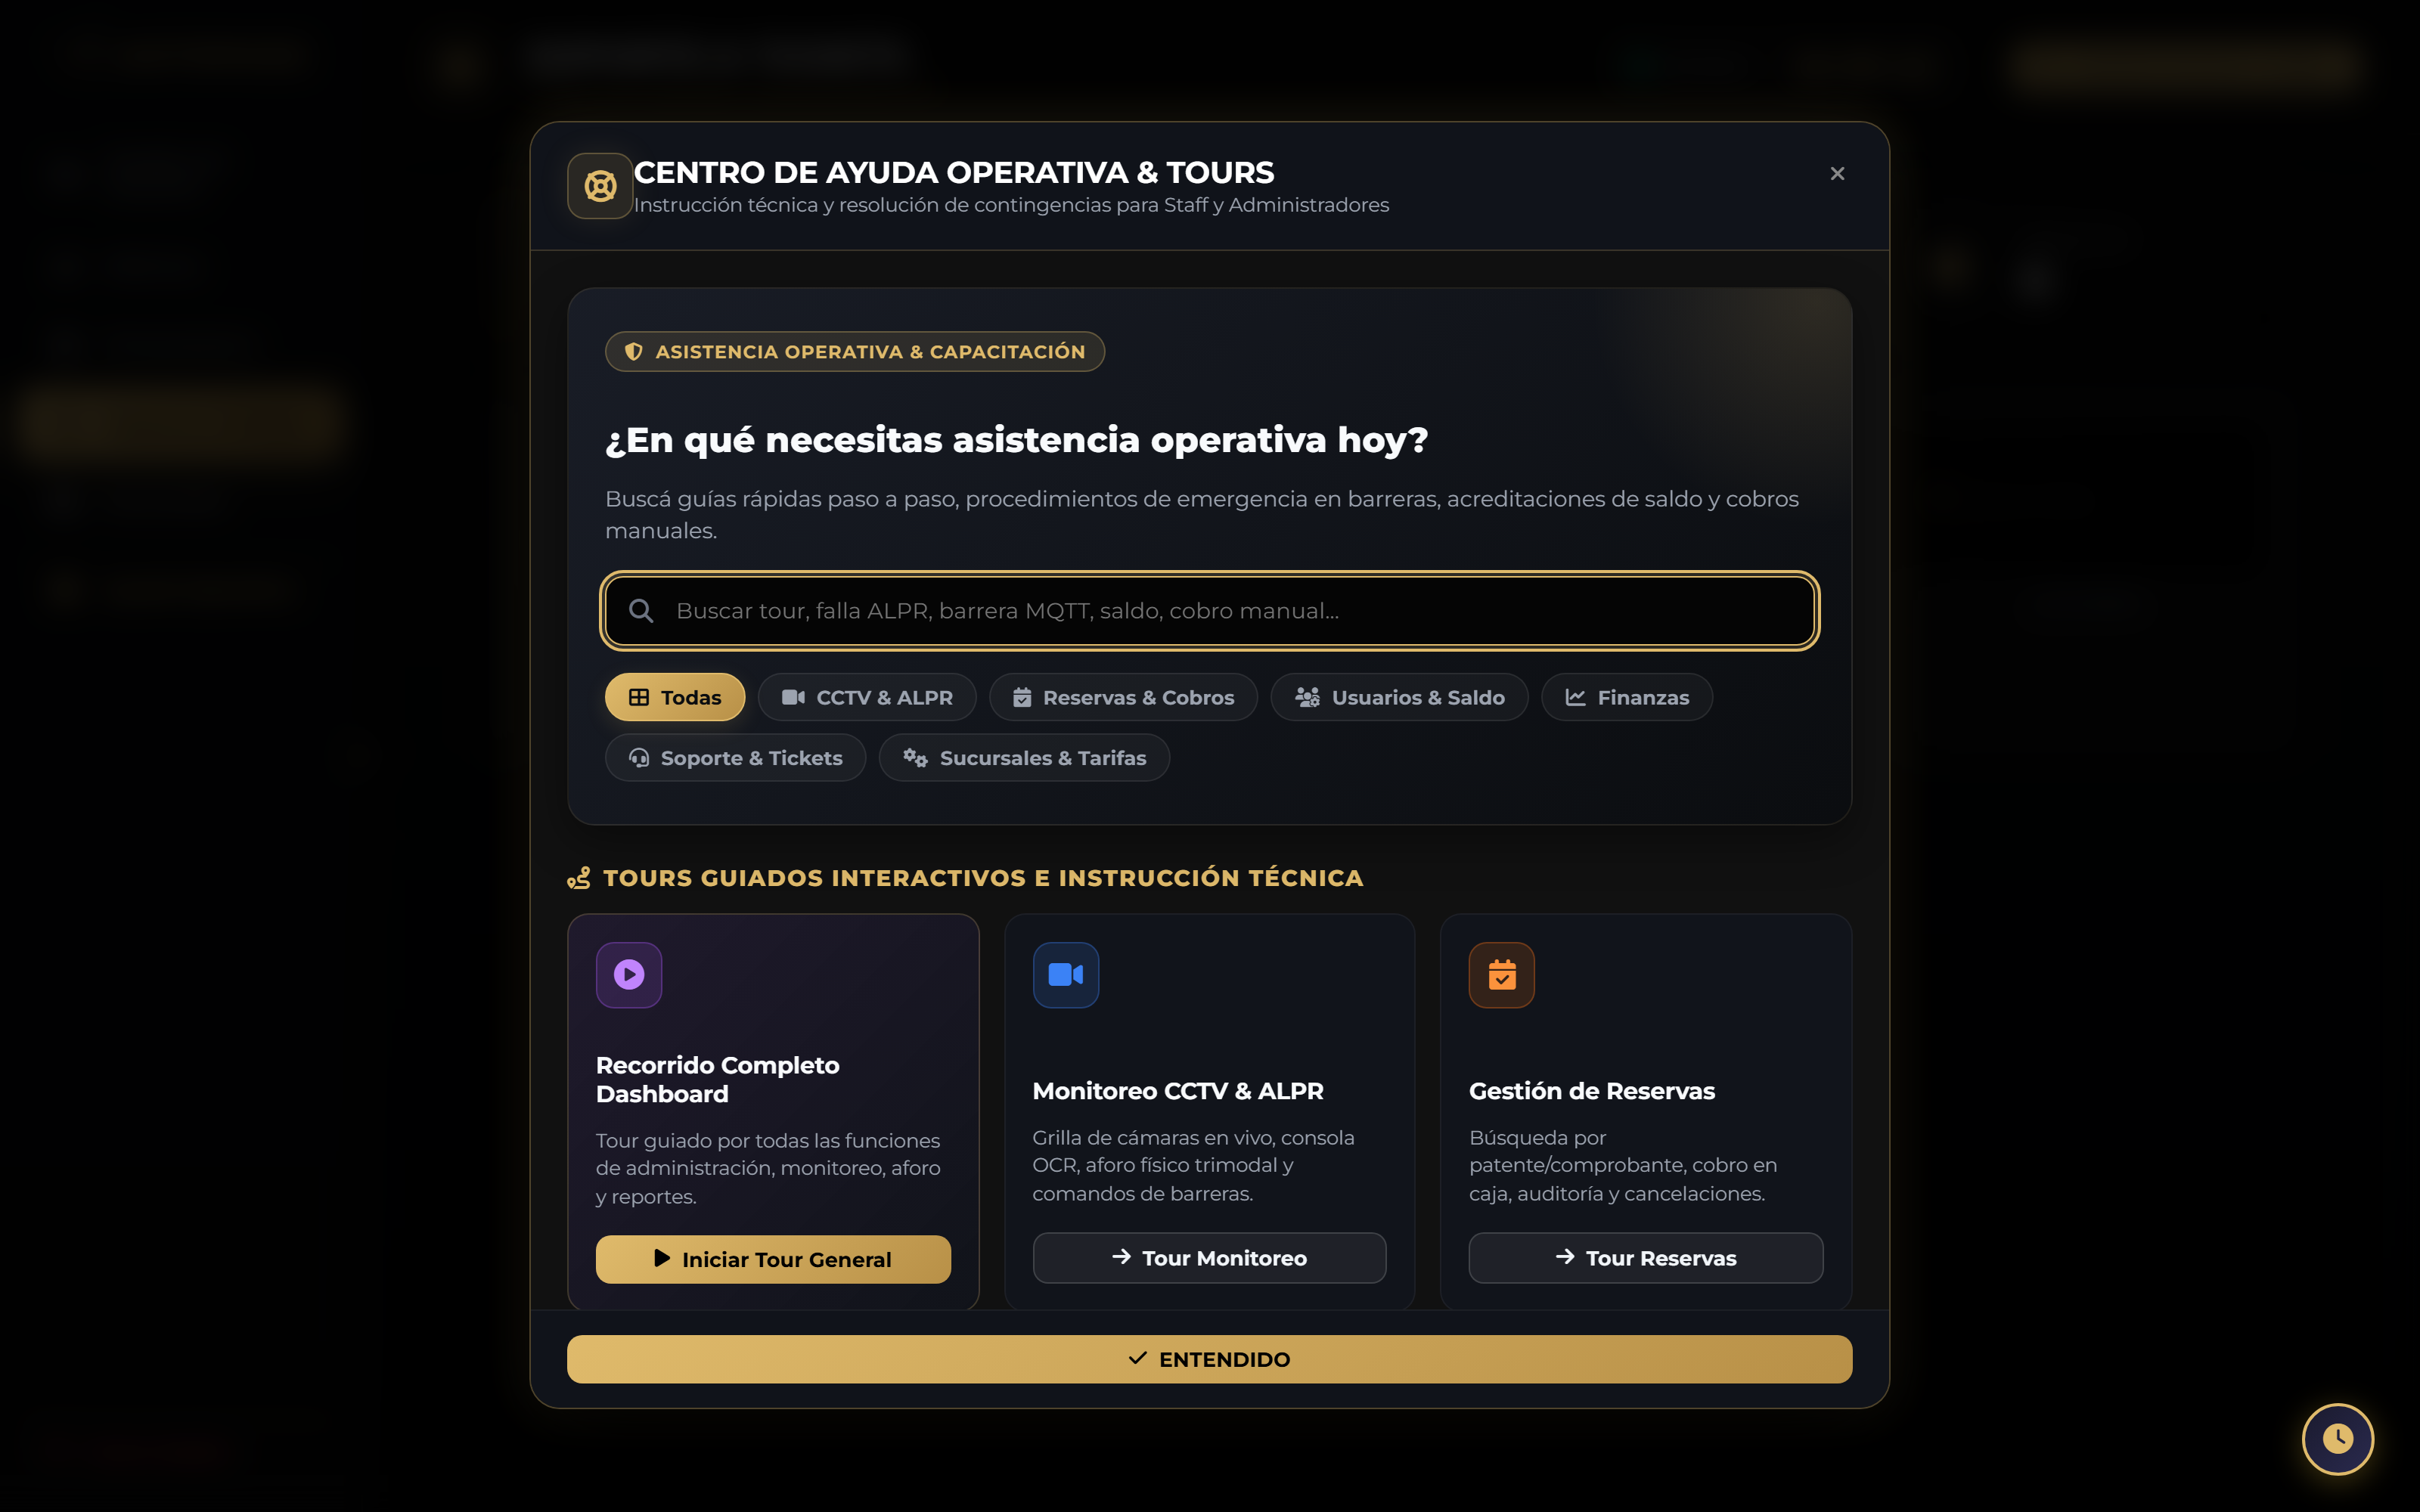 CENTRO DE AYUDA OPERATIVA & TOURS
Instrucción técnica y resolución de contingencias para Staff y Administradores
ASISTENCIA OPERATIVA & CAPACITACIÓN
¿En qué necesitas asistencia operativa hoy?
Buscá guías rápidas paso a paso, procedimientos de emergencia en barreras, acreditaciones de saldo y cobros
manuales.
Buscar tour, falla ALPR, barrera MQTT, saldo, cobro manual...
Todas
CCTV & ALPR
Reservas & Cobros
Usuarios & Saldo
Finanzas
Soporte & Tickets
Sucursales & Tarifas
TOURS GUIADOS INTERACTIVOS E INSTRUCCIÓN TÉCNICA
Recorrido Completo
Dashboard
Tour guiado por todas las funciones
de administración, monitoreo, aforo
y reportes.
Iniciar Tour General
Monitoreo CCTV & ALPR
Grilla de cámaras en vivo, consola
OCR, aforo físico trimodal y
comandos de barreras.
Tour Monitoreo
Gestión de Reservas
Búsqueda por
patente/comprobante, cobro en
caja, auditoría y cancelaciones.
Tour Reservas
ENTENDIDO